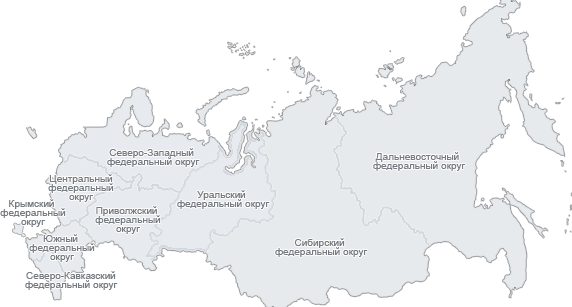 Северо-Западный
федеральный округ
Дальневосточный
федеральный округ
Центральный
федеральный
округ
Уральский
федеральный округ
Крымский
федеральный
округ
Приволжский
федеральный
округ
Южный
федеральный
округ
Сибирский
федеральный округ
Северо-Кавказский
федеральный округ